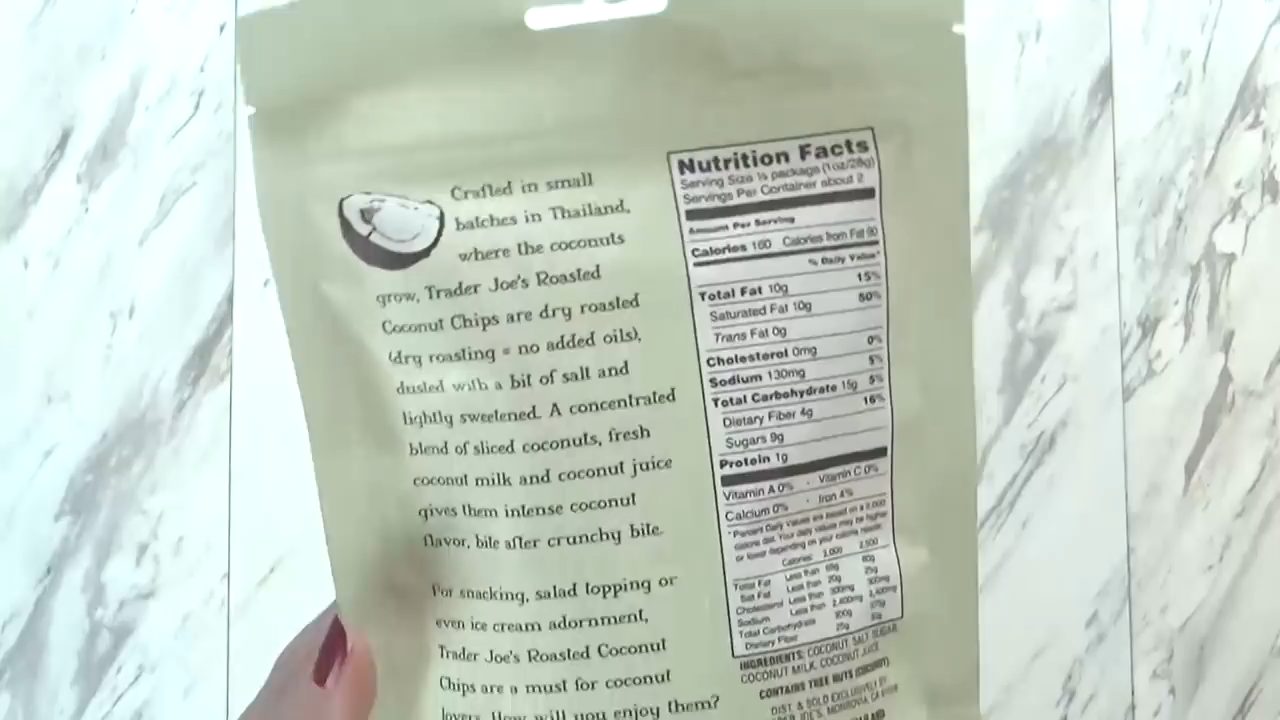 Crafted in small
batches in Thailand,
where the coconuts
grow, Trader Joe's Roasted
Coconut Chips are dry roasted
(dry roasting = no added oils),
dusted with a bit of salt and
lightly sweetened. A concentrated
blend of sliced coconuts, fresh
coconut milk and coconut juice
gives them intense coconut
flavor, bite after crunchy bite.
For snacking, salad topping or
even ice cream adornment,
Trader Joe's Roasted Coconut
Chips are a must for coconut
lovers. How will you enjoy them?
Nutrition Facts
Serving Size ½ package (1oz/28g)
Servings Per Container about 2
Amount Per Serving
Calories 160 Calories from Fat 90
% Daily Value*
Total Fat 10g 15%
Saturated Fat 10g 50%
Trans Fat 0g
Cholesterol 0mg 0%
Sodium 130mg 5%
Total Carbohydrate 15g 5%
Dietary Fiber 4g 16%
Sugars 9g
Protein 1g
Vitamin A 0% · Vitamin C 0%
Calcium 0% · Iron 4%
*Percent Daily Values are based on a 2,000
calorie diet. Your daily values may be higher
or lower depending on your calorie needs:
Calories: 2,000 2,500
Total Fat Less than 65g 80g
Sat Fat Less than 20g 25g
Cholesterol Less than 300mg 300mg
Sodium Less than 2,400mg 2,400mg
Total Carbohydrate 300g 375g
Dietary Fiber 25g 30g
INGREDIENTS: COCONUT, SALT, SUGAR,
COCONUT MILK, COCONUT JUICE.
CONTAINS TREE NUTS (COCONUT).
DIST. & SOLD EXCLUSIVELY BY
JOE'S, MONROVIA, CA